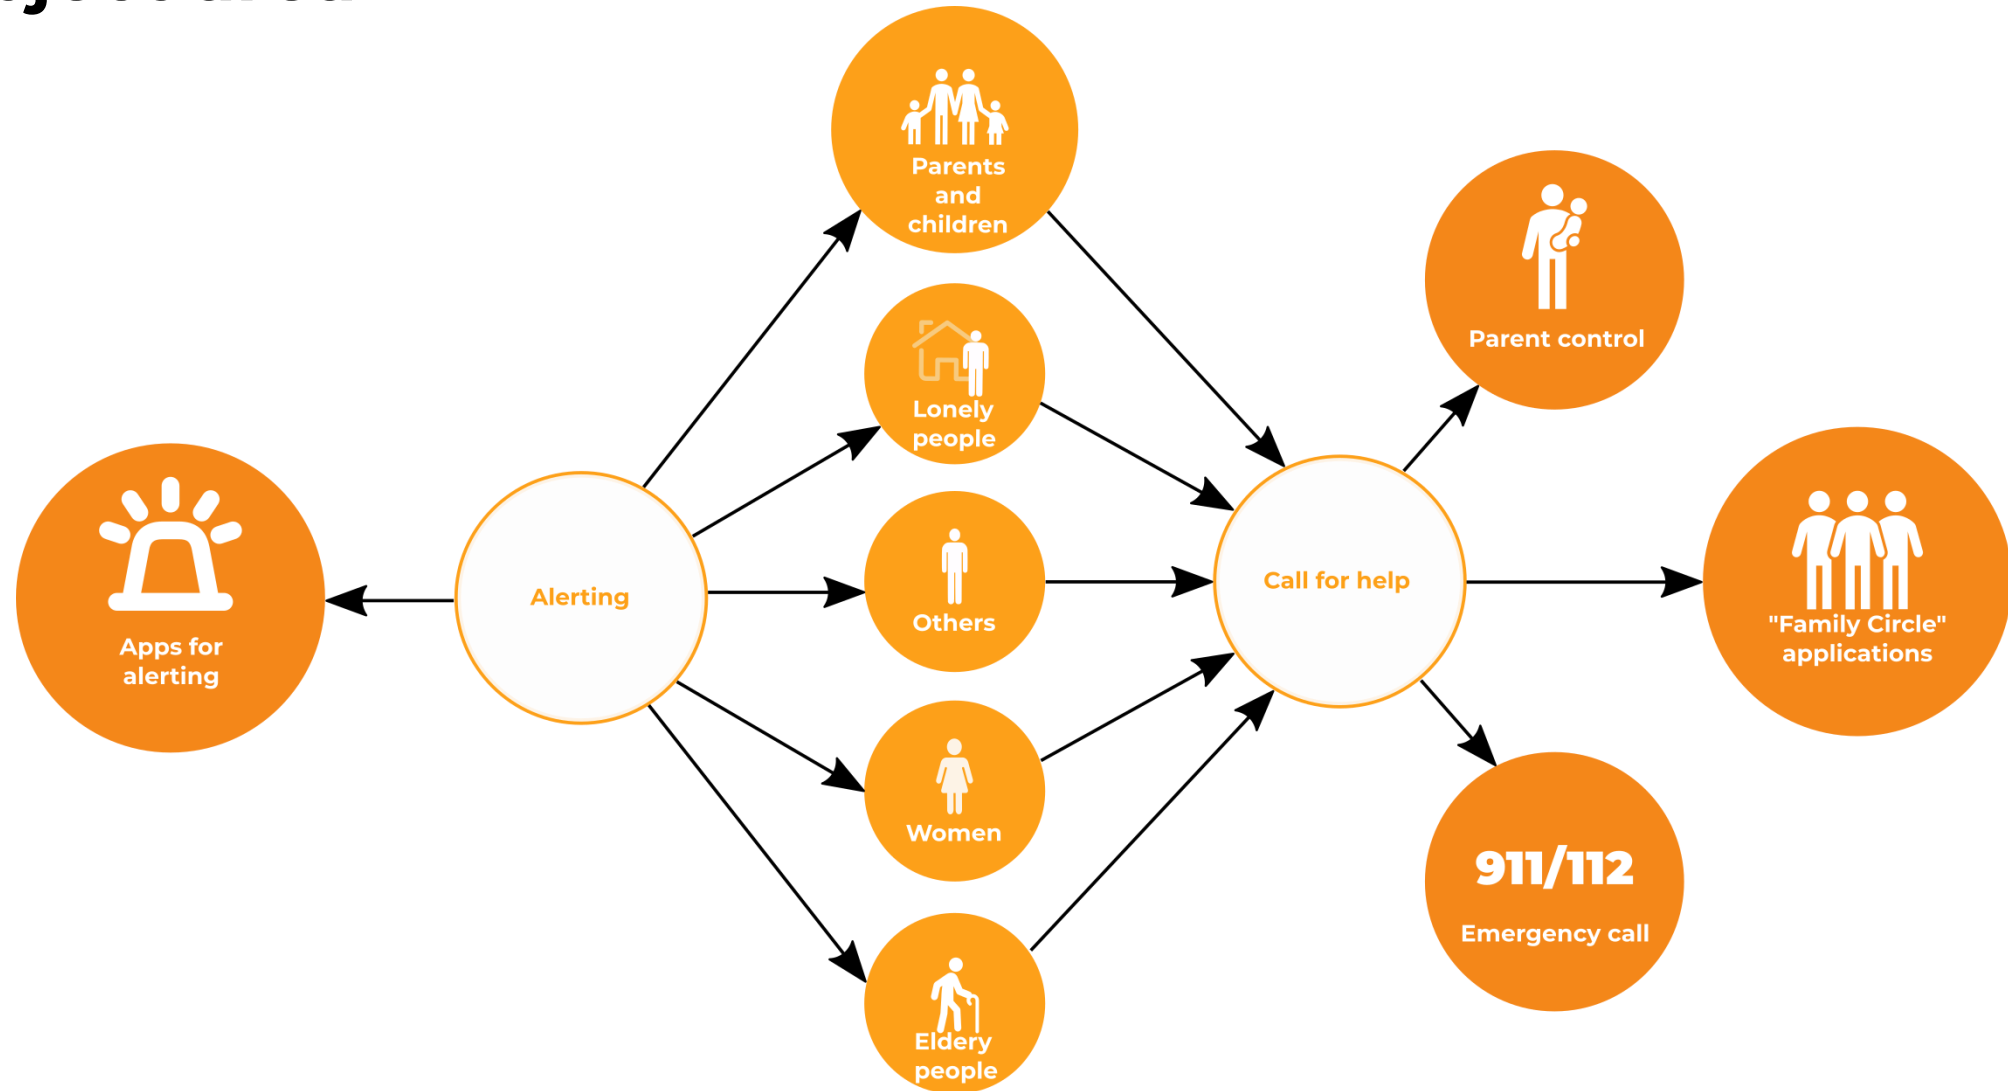 Parents
and
children
Parent control
Lonely
people
Apps for
alerting
Alerting
Others
Call for help
"Family Circle"
applications
Women
911/112
Emergency call
Eldery
people